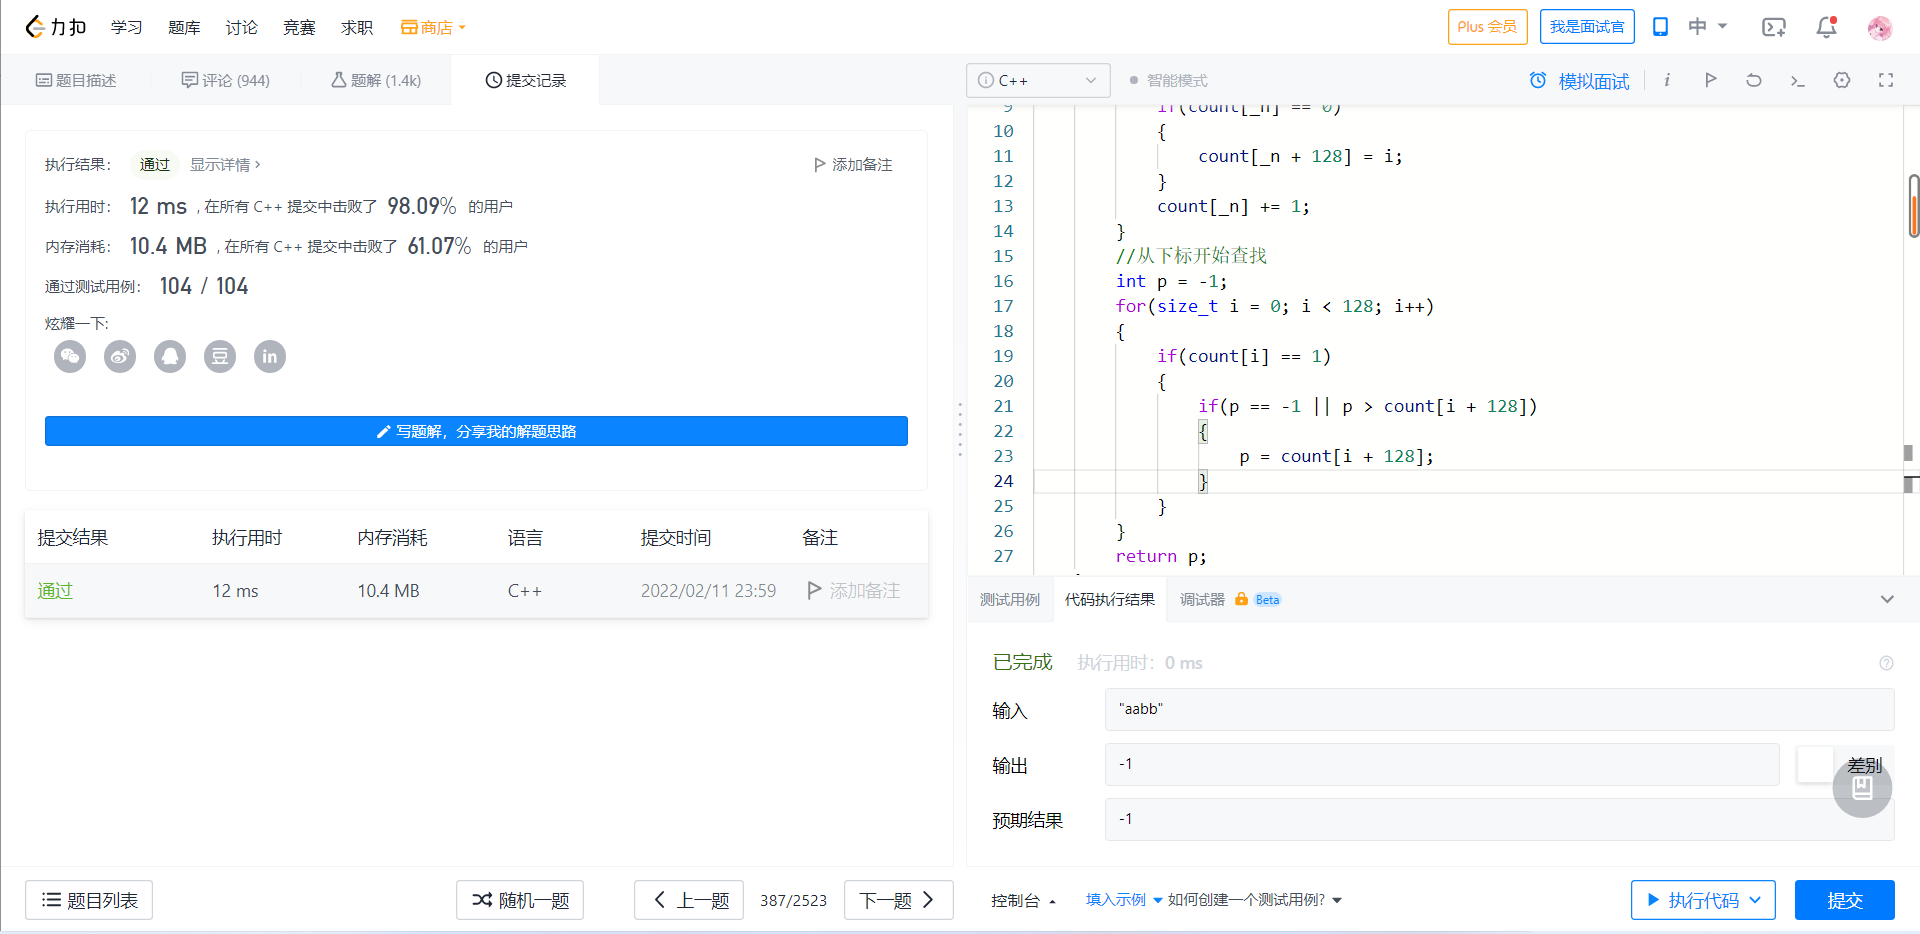 力扣 学习 题库 讨论 竞赛 求职 商店 Plus 会员 我是面试官 中
题目描述 评论 (944) 题解 (1.4k) 提交记录
执行结果： 通过 显示详情 > 添加备注
执行用时： 12 ms , 在所有 C++ 提交中击败了 98.09% 的用户
内存消耗： 10.4 MB , 在所有 C++ 提交中击败了 61.07% 的用户
通过测试用例： 104 / 104
炫耀一下:
豆 in
写题解，分享我的解题思路
提交结果 执行用时 内存消耗 语言 提交时间 备注
通过 12 ms 10.4 MB C++ 2022/02/11 23:59 添加备注
题目列表 随机一题 上一题 387/2523 下一题
i C++ 智能模式 模拟面试 i
9 if(count[_n] == 0)
10 {
11 count[_n + 128] = i;
12 }
13 count[_n] += 1;
14 }
15 //从下标开始查找
16 int p = -1;
17 for(size_t i = 0; i < 128; i++)
18 {
19 if(count[i] == 1)
20 {
21 if(p == -1 || p > count[i + 128])
22 {
23 p = count[i + 128];
24 }
25 }
26 }
27 return p;
测试用例 代码执行结果 调试器 Beta
已完成 执行用时：0 ms
输入 "aabb"
输出 -1 差别
预期结果 -1
控制台 填入示例 如何创建一个测试用例? 执行代码 提交